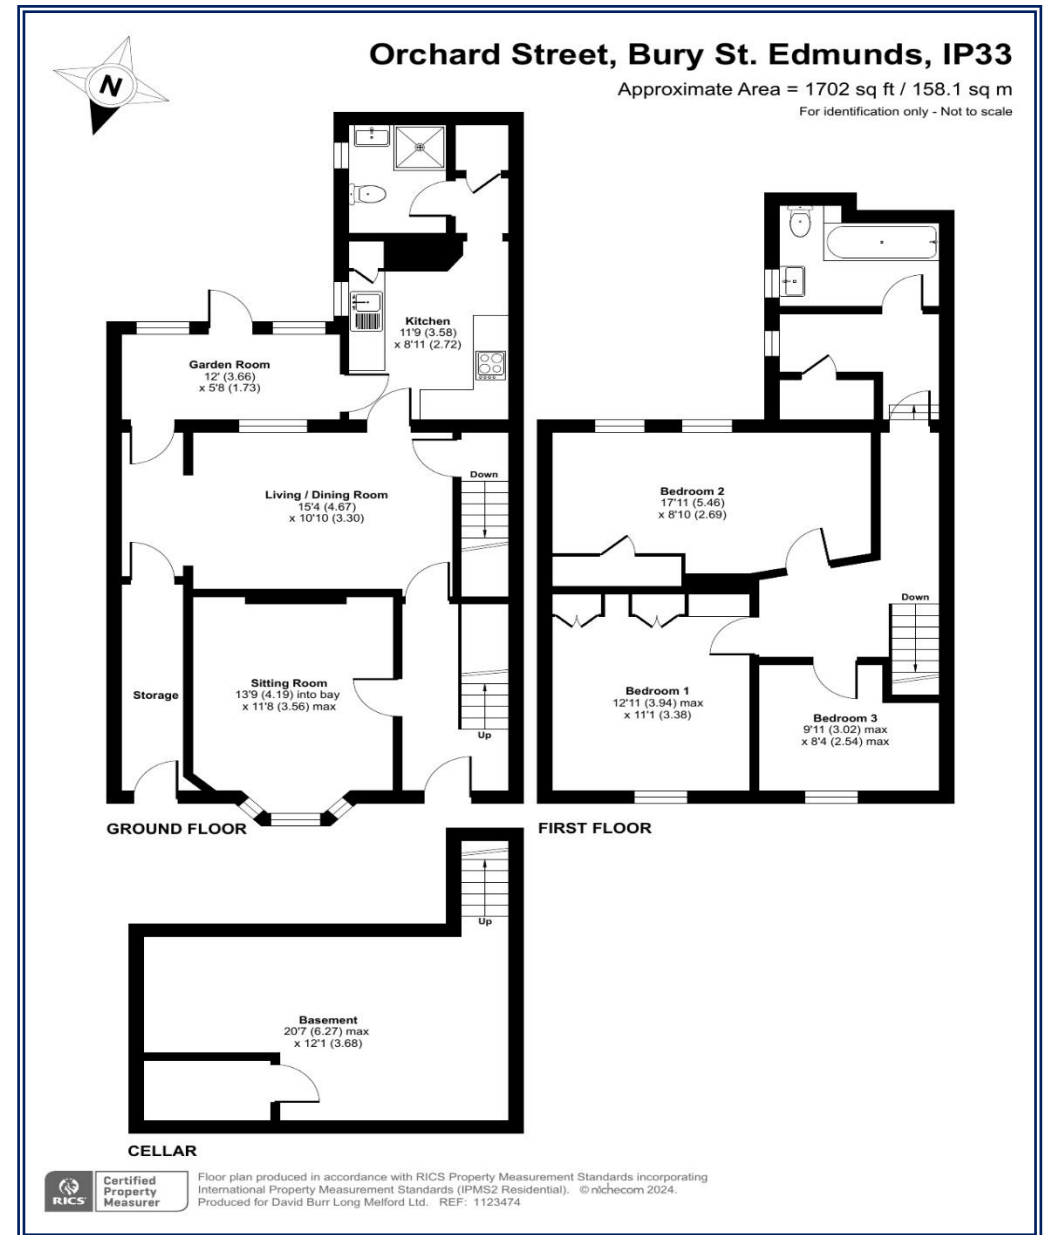 N
Orchard Street, Bury St. Edmunds, IP33
Approximate Area = 1702 sq ft / 158.1 sq m
For identification only - Not to scale
Kitchen
11'9 (3.58)
x 8'11 (2.72)
Garden Room
12' (3.66)
x 5'8 (1.73)
Living / Dining Room
15'4 (4.67)
x 10'10 (3.30)
Down
Storage
Sitting Room
13'9 (4.19) into bay
x 11'8 (3.56) max
Up
GROUND FLOOR
Bedroom 2
17'11 (5.46)
x 8'10 (2.69)
Down
Bedroom 1
12'11 (3.94) max
x 11'1 (3.38)
Bedroom 3
9'11 (3.02) max
x 8'4 (2.54) max
FIRST FLOOR
Up
Basement
20'7 (6.27) max
x 12'1 (3.68)
CELLAR
RICS
Certified
Property
Measurer
Floor plan produced in accordance with RICS Property Measurement Standards incorporating
International Property Measurement Standards (IPMS2 Residential). © nichecom 2024.
Produced for David Burr Long Melford Ltd. REF: 1123474